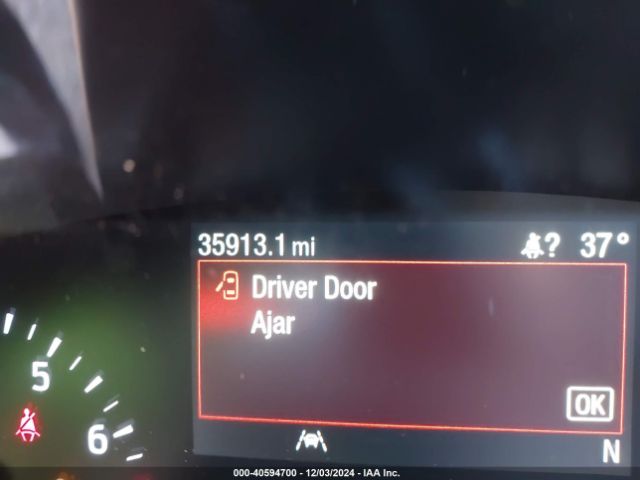 35913.1 mi ? 37°
Driver Door
Ajar
5
OK
6
N
000-40594700 - 12/03/2024 - IAA Inc.